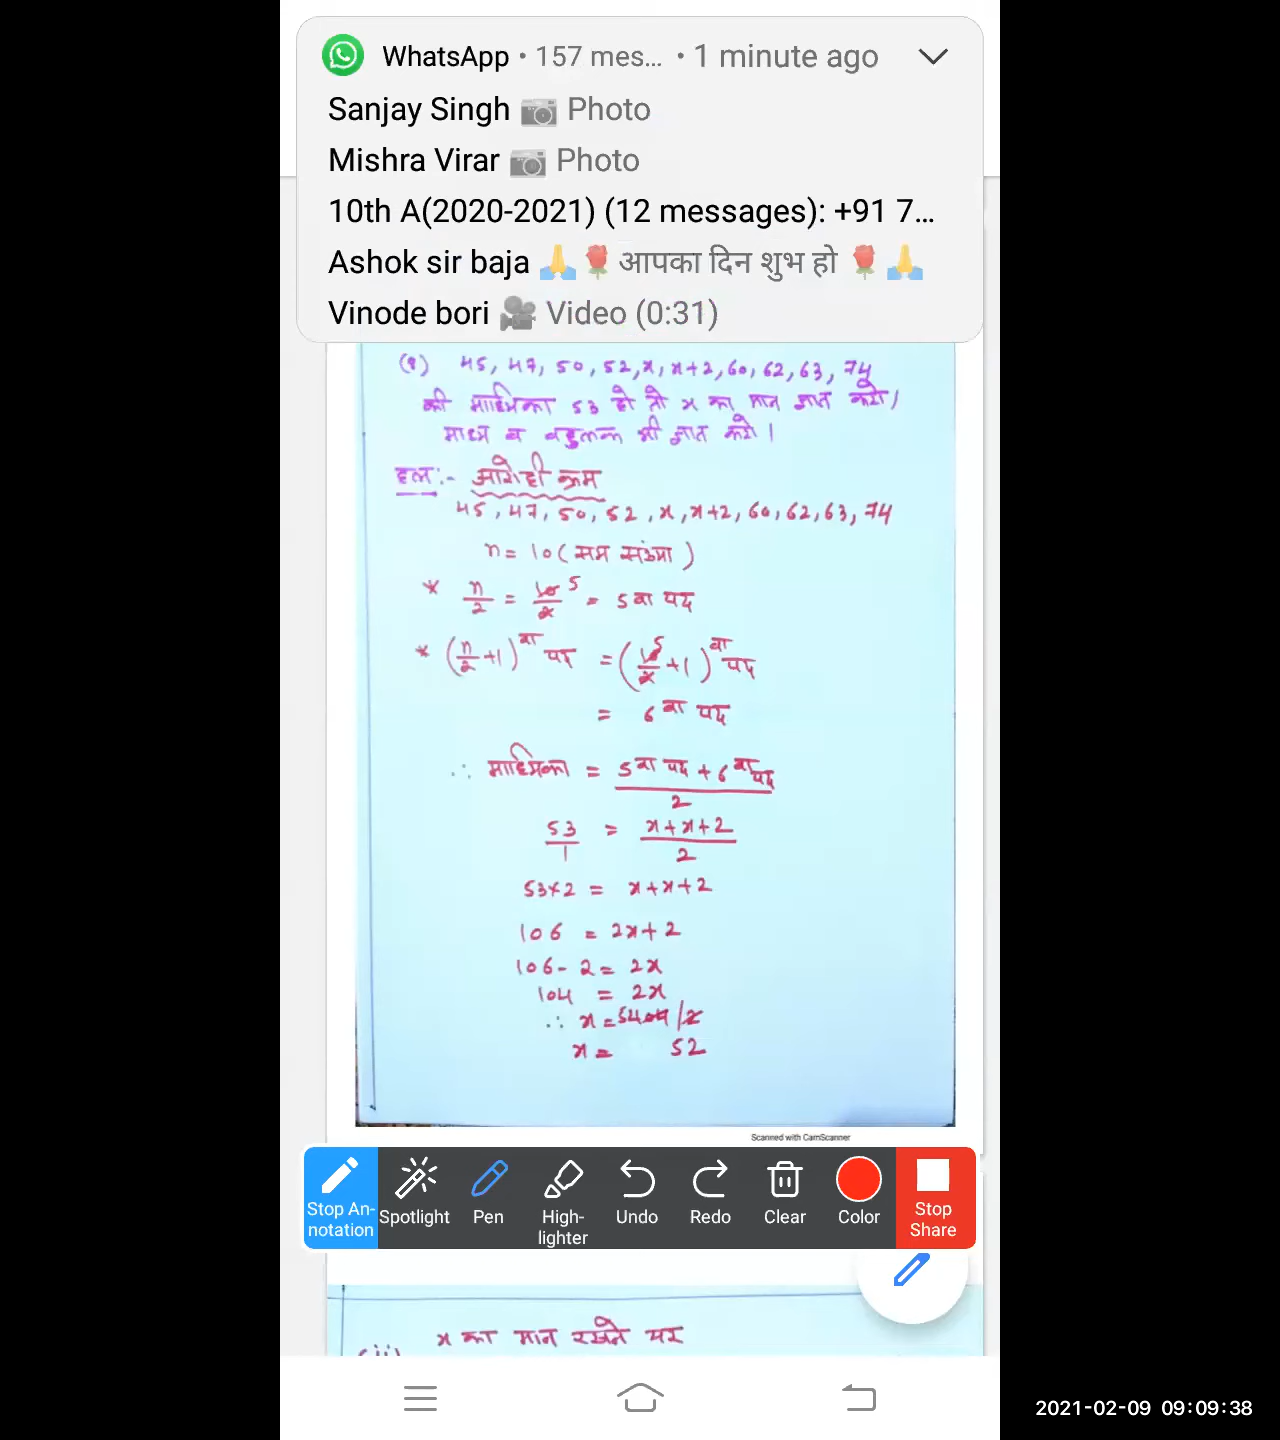 WhatsApp • 157 mes... • 1 minute ago
Sanjay Singh 📷 Photo
Mishra Virar 📷 Photo
10th A(2020-2021) (12 messages): +91 7...
Ashok sir baja 🙏🌹आपका दिन शुभ हो 🌹🙏
Vinode bori 🎥 Video (0:31)
(१) 45, 47, 50, 52, x, x+2, 60, 62, 63, 74
की माध्यिका 53 हो तो x का मान ज्ञात करो।
माध्य व बहुलक भी ज्ञात करो।
हल:- आरोही क्रम
45, 47, 50, 52, x, x+2, 60, 62, 63, 74
n = 10 (सम संख्या)
* n/2 = 10/2 5 = 5 वा पद
* (n/2 +1) वा पद = (10/2 5 +1) वा पद
= 6 वा पद
∴ माध्यिका = 5 वा पद + 6 वा पद / 2
53/1 = x+x+2 / 2
53×2 = x+x+2
106 = 2x+2
106-2 = 2x
104 = 2x
∴ x = /2
x = 52
Scanned with CamScanner
Stop An-
notation
Spotlight
Pen
High-
lighter
Undo
Redo
Clear
Color
Stop
Share
x का मान रखने पर
(ii)
2021-02-09 09:09:38